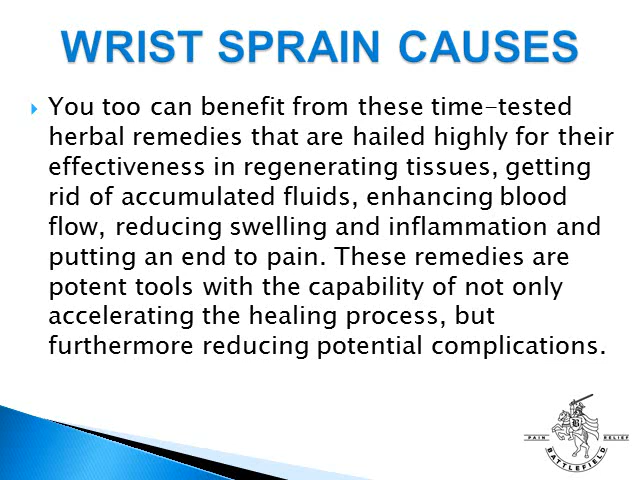 WRIST SPRAIN CAUSES
You too can benefit from these time-tested
herbal remedies that are hailed highly for their
effectiveness in regenerating tissues, getting
rid of accumulated fluids, enhancing blood
flow, reducing swelling and inflammation and
putting an end to pain. These remedies are
potent tools with the capability of not only
accelerating the healing process, but
furthermore reducing potential complications.
B
PAIN RELIEF
BATTLEFIELD